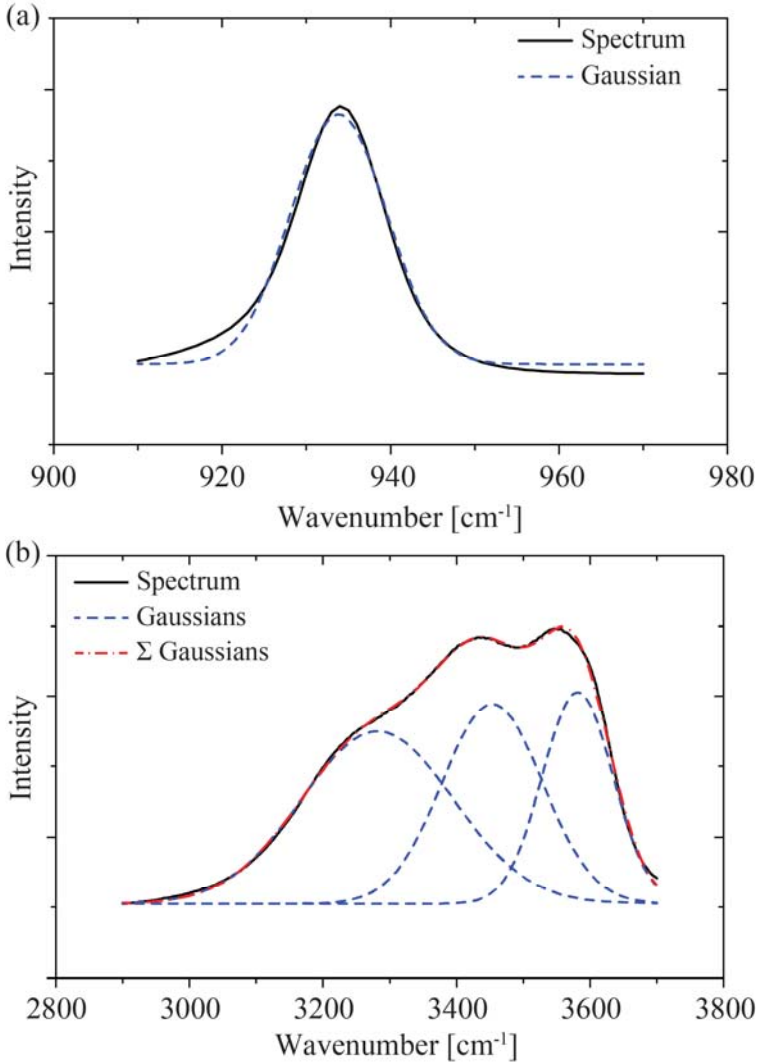 (a)
Spectrum
Gaussian
Intensity
900 920 940 960 980
Wavenumber [cm⁻¹]
(b)
Spectrum
Gaussians
Σ Gaussians
Intensity
2800 3000 3200 3400 3600 3800
Wavenumber [cm⁻¹]